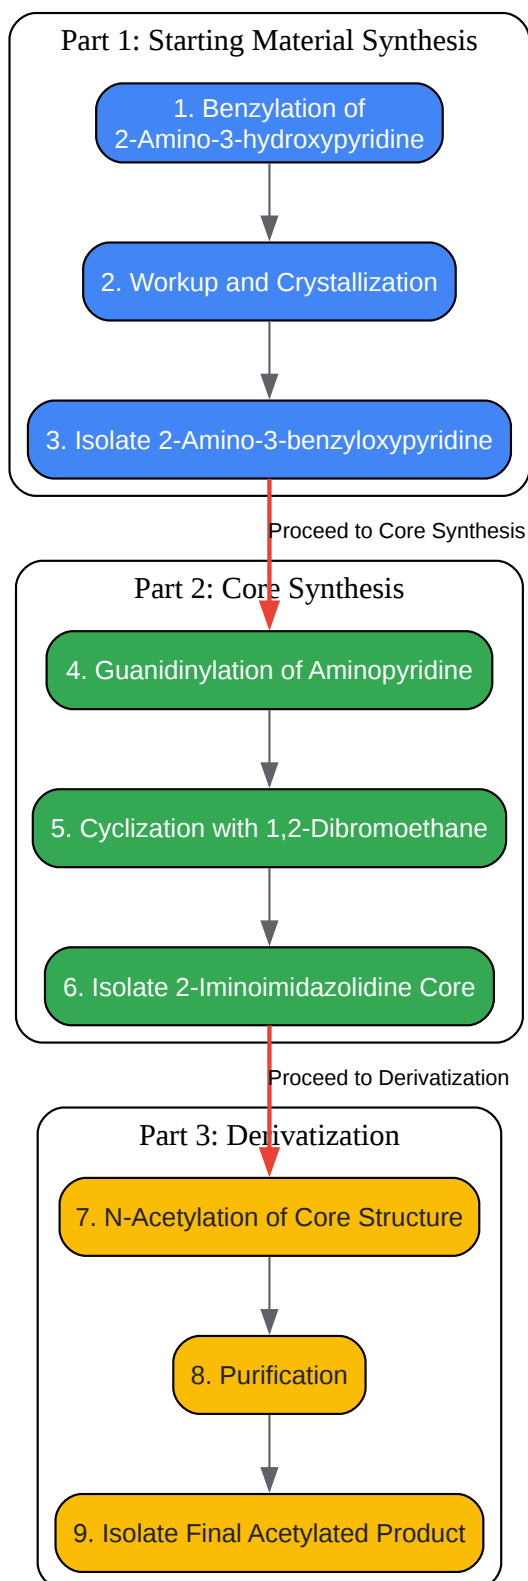 Part 1: Starting Material Synthesis
1. Benzylation of
2-Amino-3-hydroxypyridine
2. Workup and Crystallization
3. Isolate 2-Amino-3-benzyloxypyridine
Proceed to Core Synthesis
Part 2: Core Synthesis
4. Guanidinylation of Aminopyridine
5. Cyclization with 1,2-Dibromoethane
6. Isolate 2-Iminoimidazolidine Core
Proceed to Derivatization
Part 3: Derivatization
7. N-Acetylation of Core Structure
8. Purification
9. Isolate Final Acetylated Product